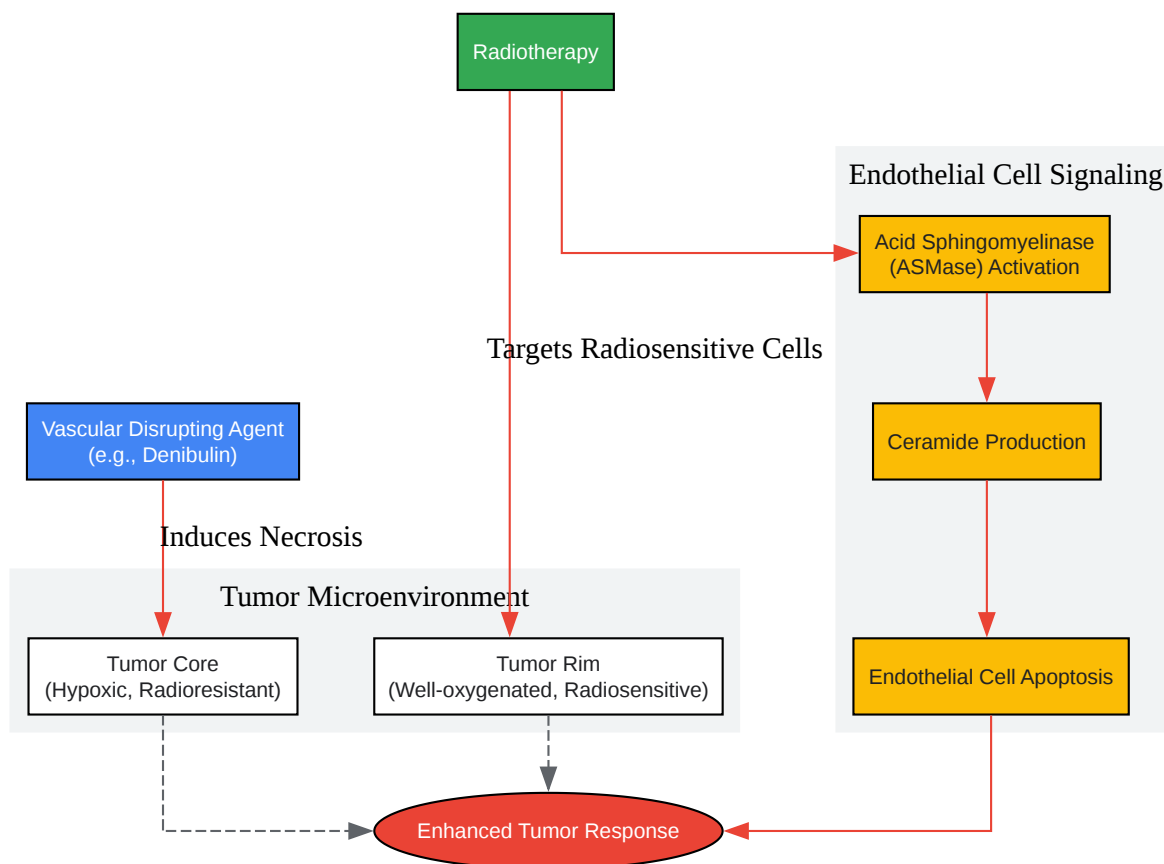 Radiotherapy
Endothelial Cell Signaling
Acid Sphingomyelinase
(ASMase) Activation
Targets Radiosensitive Cells
Vascular Disrupting Agent
(e.g., Denibulin)
Ceramide Production
Induces Necrosis
Tumor Microenvironment
Tumor Core
(Hypoxic, Radioresistant)
Tumor Rim
(Well-oxygenated, Radiosensitive)
Endothelial Cell Apoptosis
Enhanced Tumor Response